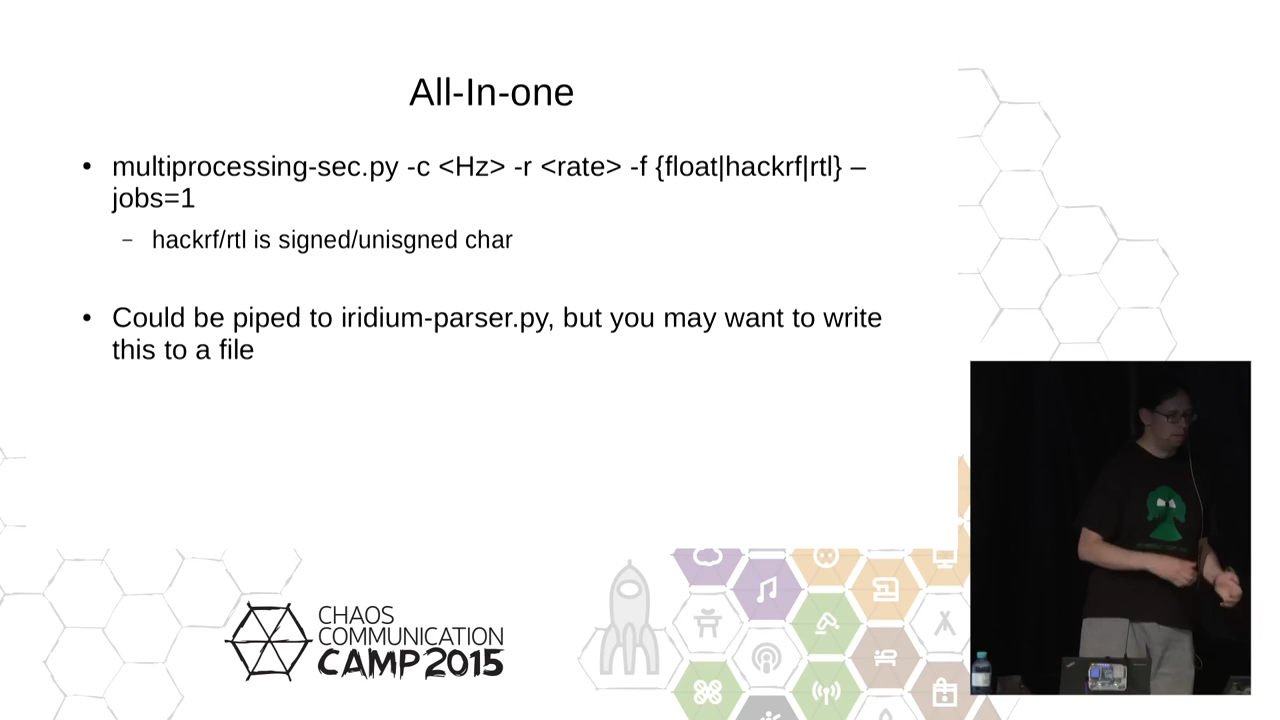 All-In-one
• multiprocessing-sec.py -c <Hz> -r <rate> -f {float|hackrf|rtl} –
jobs=1
– hackrf/rtl is signed/unisgned char
• Could be piped to iridium-parser.py, but you may want to write
this to a file
CHAOS
COMMUNICATION
CAMP 2015